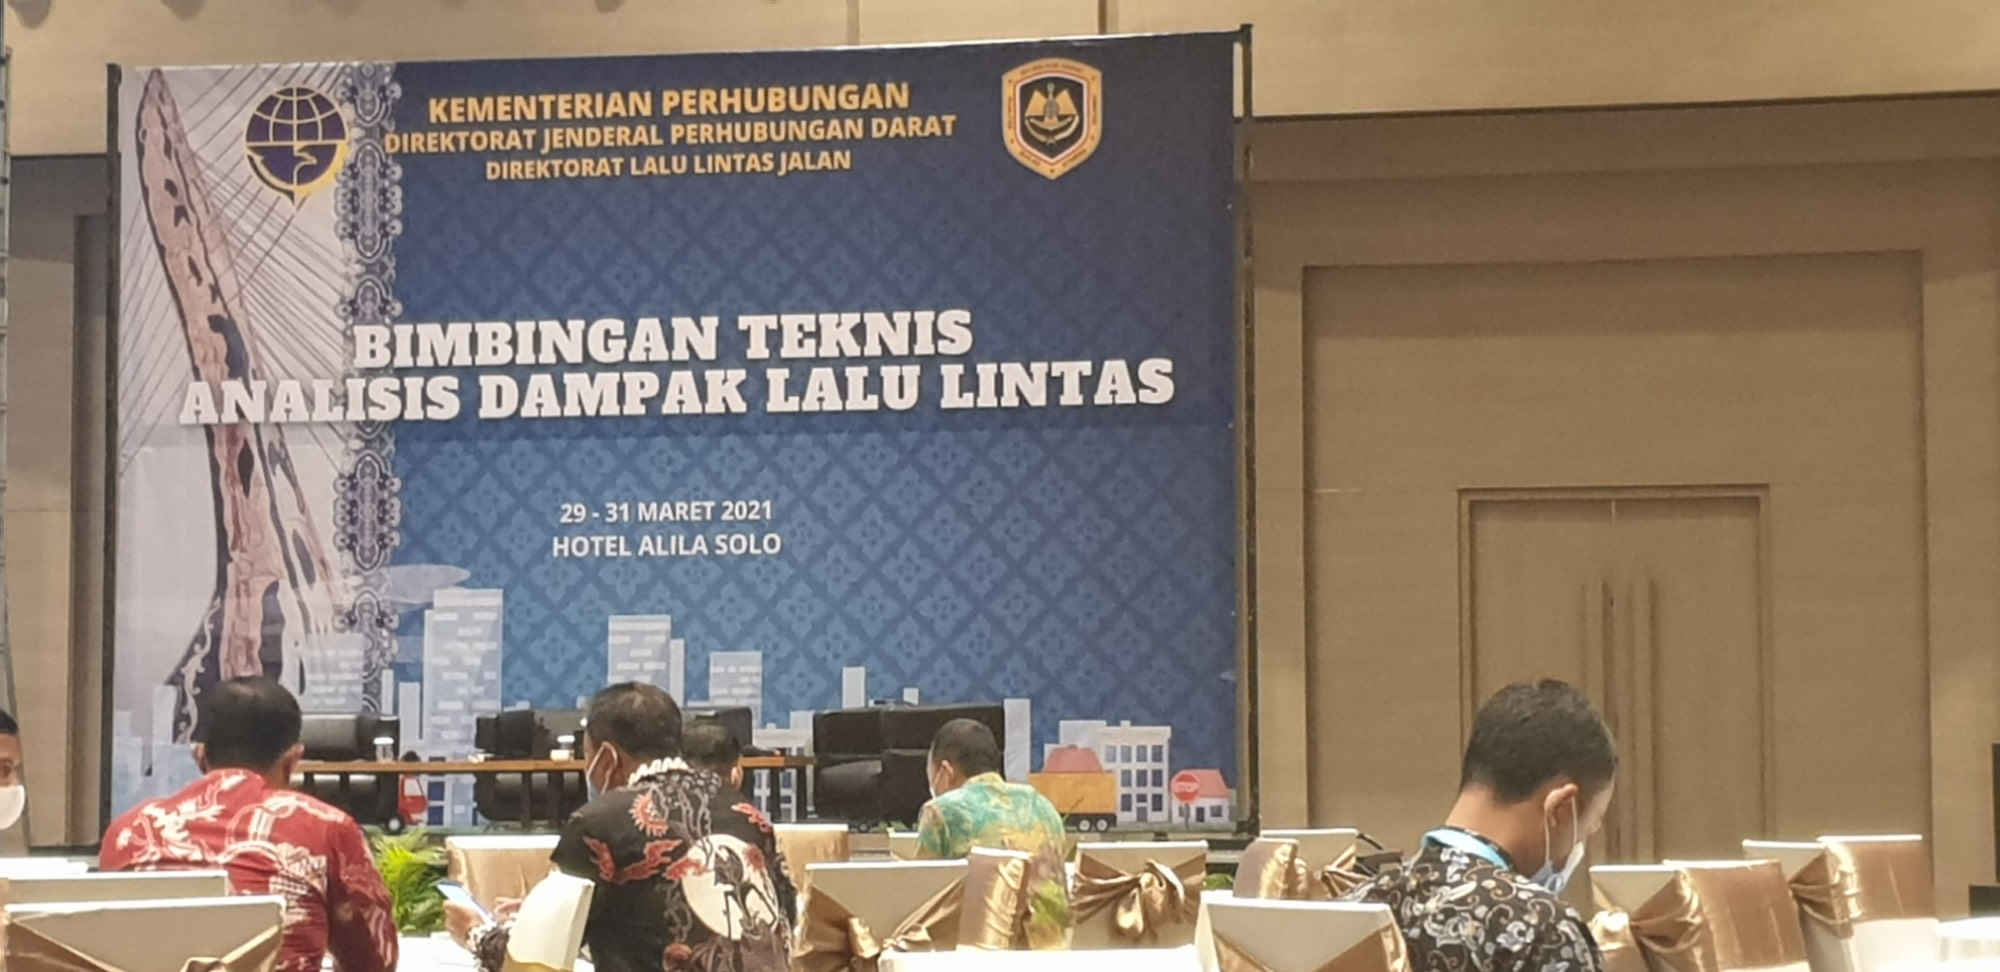 KEMENTERIAN PERHUBUNGAN
DIREKTORAT JENDERAL PERHUBUNGAN DARAT
DIREKTORAT LALU LINTAS JALAN
BIMBINGAN TEKNIS
ANALISIS DAMPAK LALU LINTAS
29 - 31 MARET 2021
HOTEL ALILA SOLO
STOP